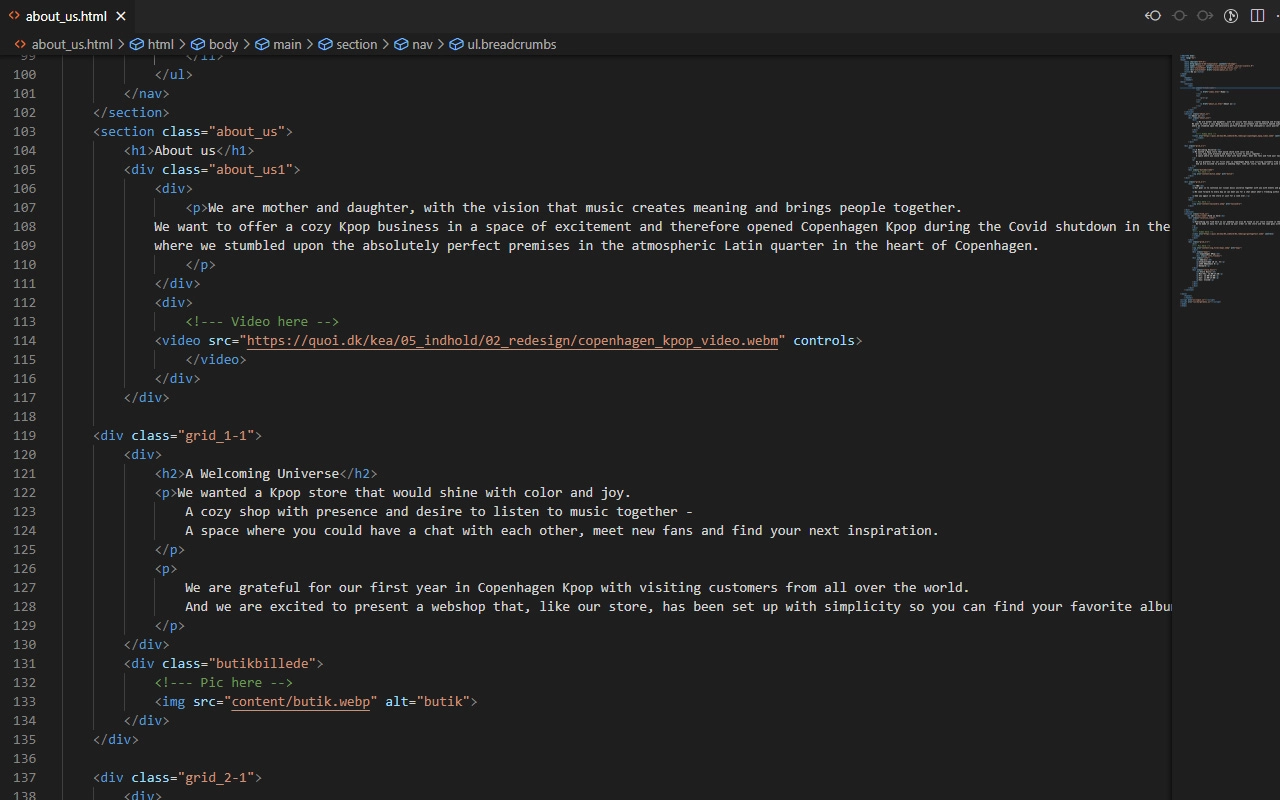 about_us.html
about_us.html > html > body > main > section > nav > ul.breadcrumbs
99 </li>
100 </ul>
101 </nav>
102 </section>
103 <section class="about_us">
104 <h1>About us</h1>
105 <div class="about_us1">
106 <div>
107 <p>We are mother and daughter, with the vision that music creates meaning and brings people together.
108 We want to offer a cozy Kpop business in a space of excitement and therefore opened Copenhagen Kpop during the Covid shutdown in the
109 where we stumbled upon the absolutely perfect premises in the atmospheric Latin quarter in the heart of Copenhagen.
110 </p>
111 </div>
112 <div>
113 <!--- Video here -->
114 <video src="https://quoi.dk/kea/05_indhold/02_redesign/copenhagen_kpop_video.webm" controls>
115 </video>
116 </div>
117 </div>
118
119 <div class="grid_1-1">
120 <div>
121 <h2>A Welcoming Universe</h2>
122 <p>We wanted a Kpop store that would shine with color and joy.
123 A cozy shop with presence and desire to listen to music together -
124 A space where you could have a chat with each other, meet new fans and find your next inspiration.
125 </p>
126 <p>
127 We are grateful for our first year in Copenhagen Kpop with visiting customers from all over the world.
128 And we are excited to present a webshop that, like our store, has been set up with simplicity so you can find your favorite albu
129 </p>
130 </div>
131 <div class="butikbillede">
132 <!--- Pic here -->
133 <img src="content/butik.webp" alt="butik">
134 </div>
135 </div>
136
137 <div class="grid_2-1">
138 <div>